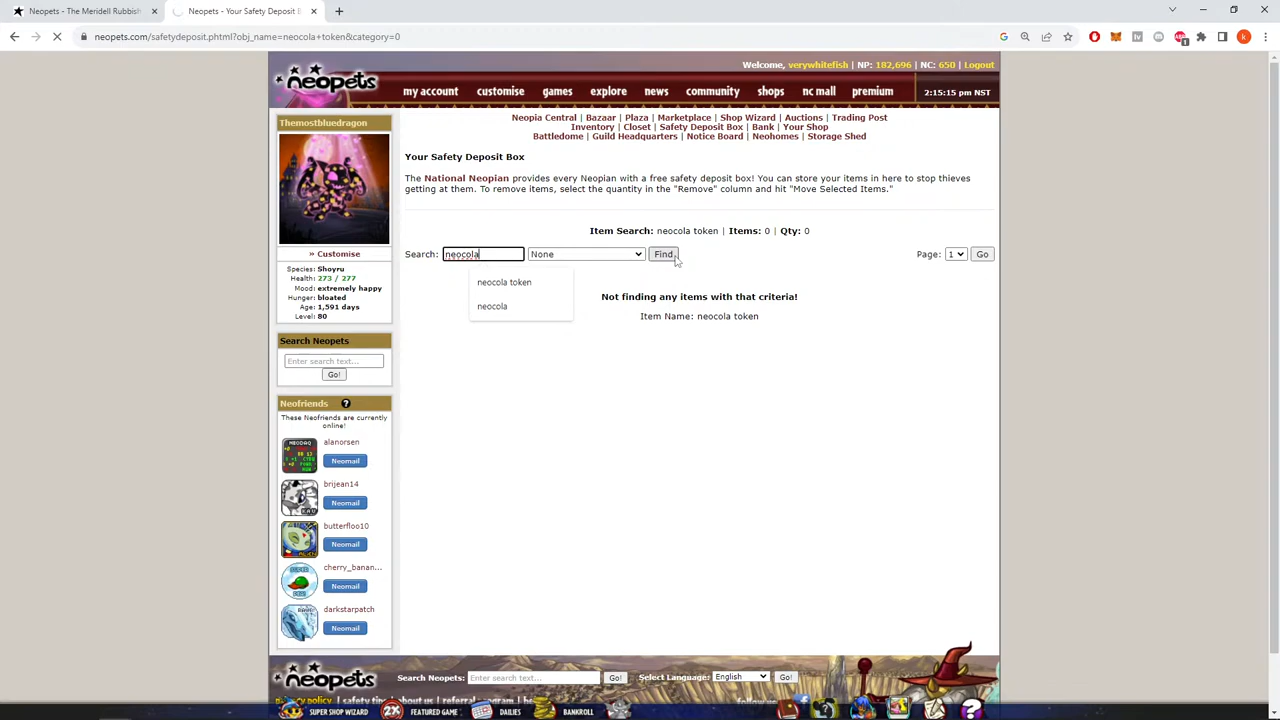 Neopets - The Meridell Rubbish
Neopets - Your Safety Deposit B
neopets.com/safetydeposit.phtml?obj_name=neocola+token&category=0
Welcome, verywhitefish | NP: 182,696 | NC: 650 | Logout
neopets
my account customise games explore news community shops nc mall premium
2:15:15 pm NST
Themostbluedragon
» Customise
Species: Shoyru
Health: 273 / 277
Mood: extremely happy
Hunger: bloated
Age: 1,591 days
Level: 80
Search Neopets
Enter search text...
Go!
Neofriends ?
These Neofriends are currently
online!
alanorsen
Neomail
brijean14
Neomail
butterfloo10
Neomail
cherry_banan...
Neomail
darkstarpatch
Neomail
Neopia Central | Bazaar | Plaza | Marketplace | Shop Wizard | Auctions | Trading Post
Inventory | Closet | Safety Deposit Box | Bank | Your Shop
Battledome | Guild Headquarters | Notice Board | Neohomes | Storage Shed
Your Safety Deposit Box
The National Neopian provides every Neopian with a free safety deposit box! You can store your items in here to stop thieves
getting at them. To remove items, select the quantity in the "Remove" column and hit "Move Selected Items."
Item Search: neocola token | Items: 0 | Qty: 0
Search: neocola None Find Page: 1 Go
neocola token
neocola
Not finding any items with that criteria!
Item Name: neocola token
neopets
Search Neopets: Enter search text... Go! Select Language: English Go!
SUPER SHOP WIZARD FEATURED GAME DAILIES BANKROLL